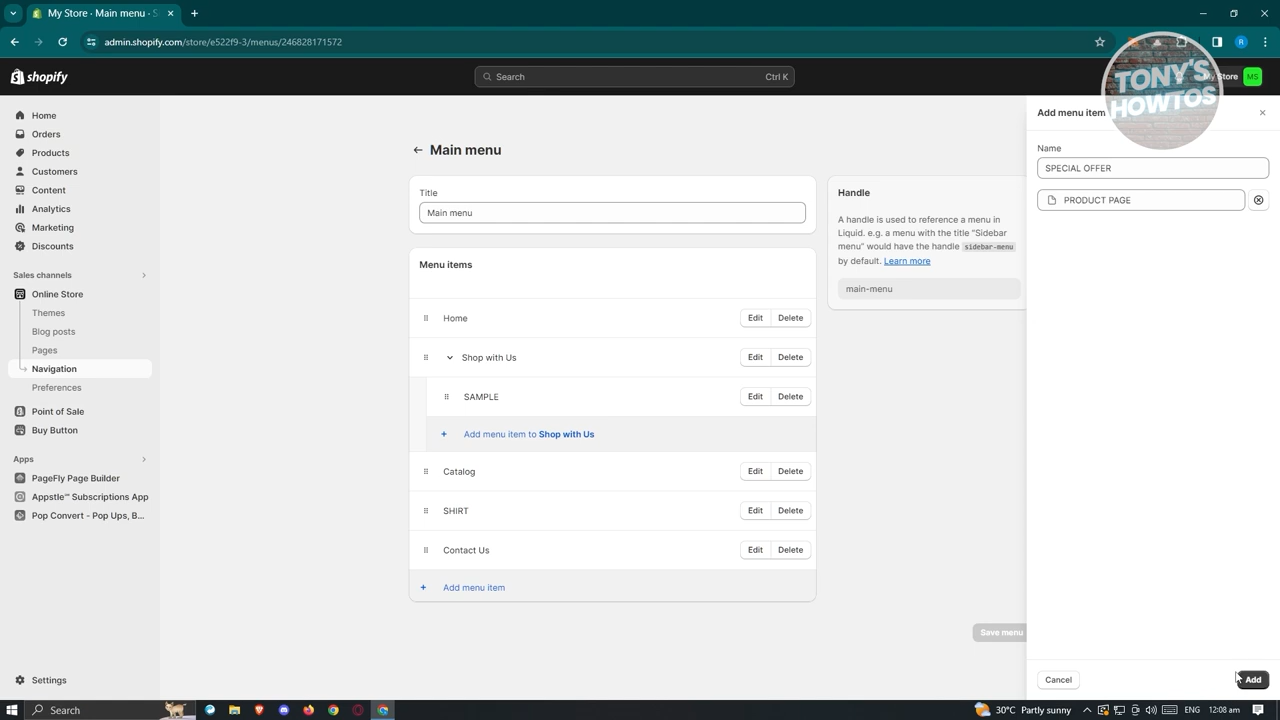 My Store · Main menu · S
admin.shopify.com/store/e522f9-3/menus/246828171572
R
shopify
Search
Ctrl K
My Store
MS
TONY'S
HOWTOS
Home
Orders
Products
Customers
Content
Analytics
Marketing
Discounts
Sales channels
Online Store
Themes
Blog posts
Pages
Navigation
Preferences
Point of Sale
Buy Button
Apps
PageFly Page Builder
Appstle℠ Subscriptions App
Pop Convert - Pop Ups, B...
Settings
Main menu
Title
Main menu
Menu items
Home
Edit
Delete
Shop with Us
Edit
Delete
SAMPLE
Edit
Delete
Add menu item to Shop with Us
Catalog
Edit
Delete
SHIRT
Edit
Delete
Contact Us
Edit
Delete
Add menu item
Handle
A handle is used to reference a menu in
Liquid. e.g. a menu with the title "Sidebar
menu" would have the handle sidebar-menu
by default. Learn more
main-menu
Save menu
Add menu item
Name
SPECIAL OFFER
PRODUCT PAGE
Cancel
Add
Search
30°C Partly sunny
ENG
12:08 am